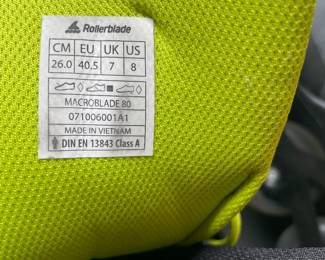 Rollerblade
CM EU UK US
26.0 40.5 7 8
MACROBLADE 80
071006001A1
MADE IN VIETNAM
DIN EN 13843 Class A